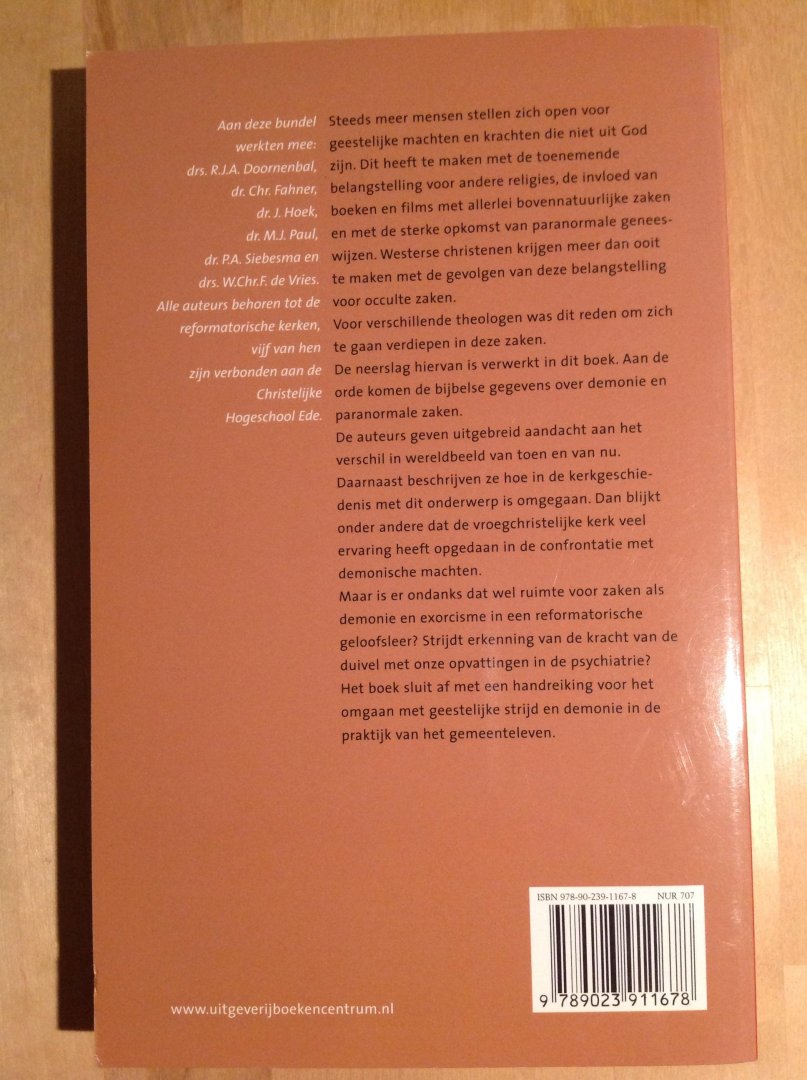 Aan deze bundel
werkten mee:
drs. R.J.A. Doornenbal,
dr. Chr. Fahner,
dr. J. Hoek,
dr. M.J. Paul,
dr. P.A. Siebesma en
drs. W.Chr.F. de Vries.
Alle auteurs behoren tot de
reformatorische kerken,
vijf van hen
zijn verbonden aan de
Christelijke
Hogeschool Ede.
Steeds meer mensen stellen zich open voor
geestelijke machten en krachten die niet uit God
zijn. Dit heeft te maken met de toenemende
belangstelling voor andere religies, de invloed van
boeken en films met allerlei bovennatuurlijke zaken
en met de sterke opkomst van paranormale genees-
wijzen. Westerse christenen krijgen meer dan ooit
te maken met de gevolgen van deze belangstelling
voor occulte zaken.
Voor verschillende theologen was dit reden om zich
te gaan verdiepen in deze zaken.
De neerslag hiervan is verwerkt in dit boek. Aan de
orde komen de bijbelse gegevens over demonie en
paranormale zaken.
De auteurs geven uitgebreid aandacht aan het
verschil in wereldbeeld van toen en van nu.
Daarnaast beschrijven ze hoe in de kerkgeschie-
denis met dit onderwerp is omgegaan. Dan blijkt
onder andere dat de vroegchristelijke kerk veel
ervaring heeft opgedaan in de confrontatie met
demonische machten.
Maar is er ondanks dat wel ruimte voor zaken als
demonie en exorcisme in een reformatorische
geloofsleer? Strijdt erkenning van de kracht van de
duivel met onze opvattingen in de psychiatrie?
Het boek sluit af met een handreiking voor het
omgaan met geestelijke strijd en demonie in de
praktijk van het gemeenteleven.
ISBN 978-90-239-1167-8 NUR 707
9 789023 911678
www.uitgeverijboekencentrum.nl